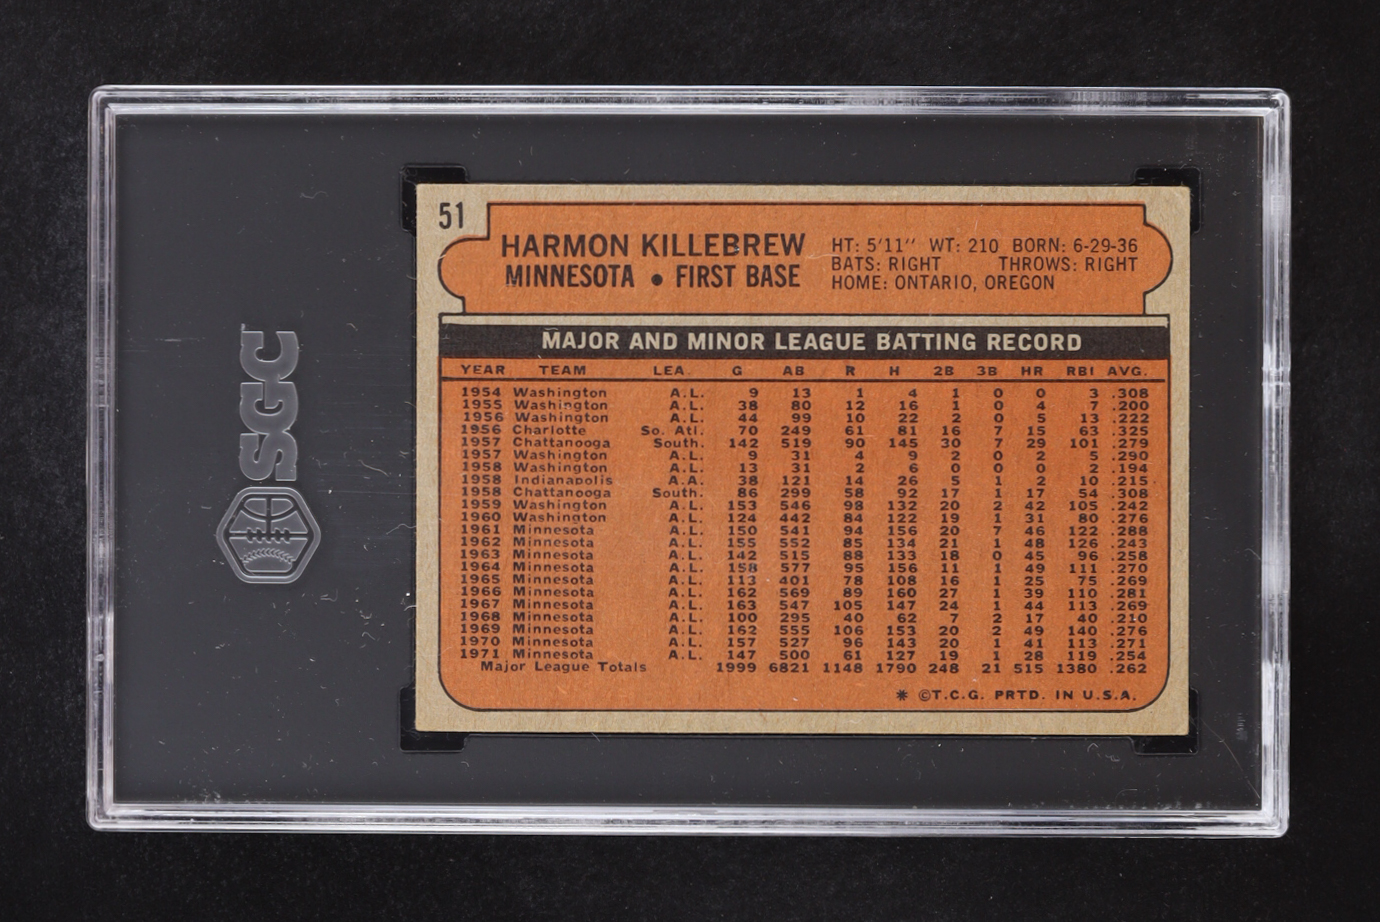 51
HARMON KILLEBREW
MINNESOTA • FIRST BASE
HT: 5'11'' WT: 210 BORN: 6-29-36
BATS: RIGHT THROWS: RIGHT
HOME: ONTARIO, OREGON
MAJOR AND MINOR LEAGUE BATTING RECORD
YEAR TEAM LEA. G AB R H 2B 3B HR RBI AVG.
1954 Washington A.L. 9 13 1 4 1 0 0 3 .308
1955 Washington A.L. 38 80 12 16 1 0 4 7 .200
1956 Washington A.L. 44 99 10 22 2 0 5 13 .222
1956 Charlotte So. Atl. 70 249 61 81 16 7 15 63 .325
1957 Chattanooga South. 142 519 90 145 30 7 29 101 .279
1957 Washington A.L. 9 31 4 9 2 0 2 5 .290
1958 Washington A.L. 13 31 2 6 0 0 0 2 .194
1958 Indianapolis A.A. 38 121 14 26 5 1 2 10 .215
1958 Chattanooga South. 86 299 58 92 17 1 17 54 .308
1959 Washington A.L. 153 546 98 132 20 2 42 105 .242
1960 Washington A.L. 124 442 84 122 19 1 31 80 .276
1961 Minnesota A.L. 150 541 94 156 20 7 46 122 .288
1962 Minnesota A.L. 155 552 85 134 21 1 48 126 .243
1963 Minnesota A.L. 142 515 88 133 18 0 45 96 .258
1964 Minnesota A.L. 158 577 95 156 11 1 49 111 .270
1965 Minnesota A.L. 113 401 78 108 16 1 25 75 .269
1966 Minnesota A.L. 162 569 89 160 27 1 39 110 .281
1967 Minnesota A.L. 163 547 105 147 24 1 44 113 .269
1968 Minnesota A.L. 100 295 40 62 7 2 17 40 .210
1969 Minnesota A.L. 162 555 106 153 20 2 49 140 .276
1970 Minnesota A.L. 157 527 96 143 20 1 41 113 .271
1971 Minnesota A.L. 147 500 61 127 19 1 28 119 .254
Major League Totals 1999 6821 1148 1790 248 21 515 1380 .262
* ©T.C.G. PRTD. IN U.S.A.
SGC